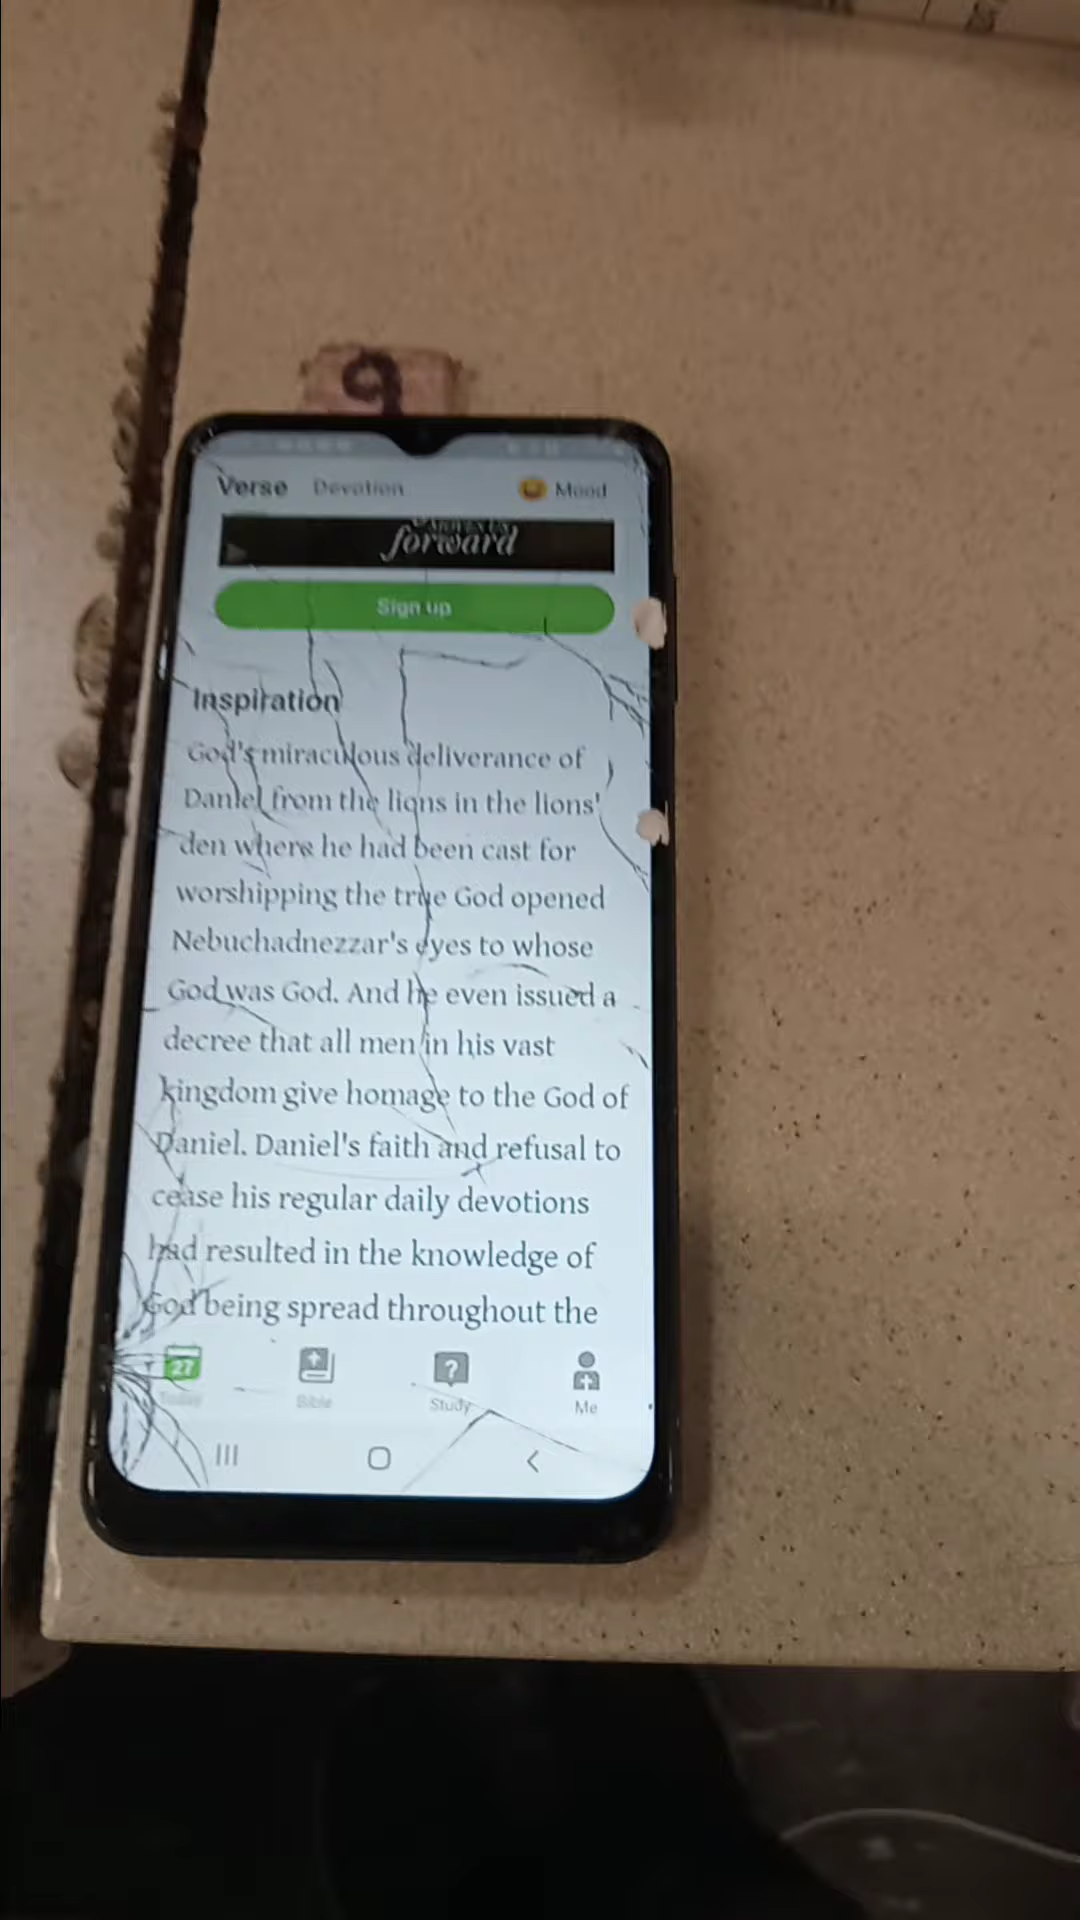 9
Verse Devotion Mood
forward
Sign up
Inspiration
God's miraculous deliverance of
Daniel from the lions in the lions'
den where he had been cast for
worshipping the true God opened
Nebuchadnezzar's eyes to whose
God was God. And he even issued a
decree that all men in his vast
kingdom give homage to the God of
Daniel. Daniel's faith and refusal to
cease his regular daily devotions
had resulted in the knowledge of
God being spread throughout the
27
Today Bible Study Me